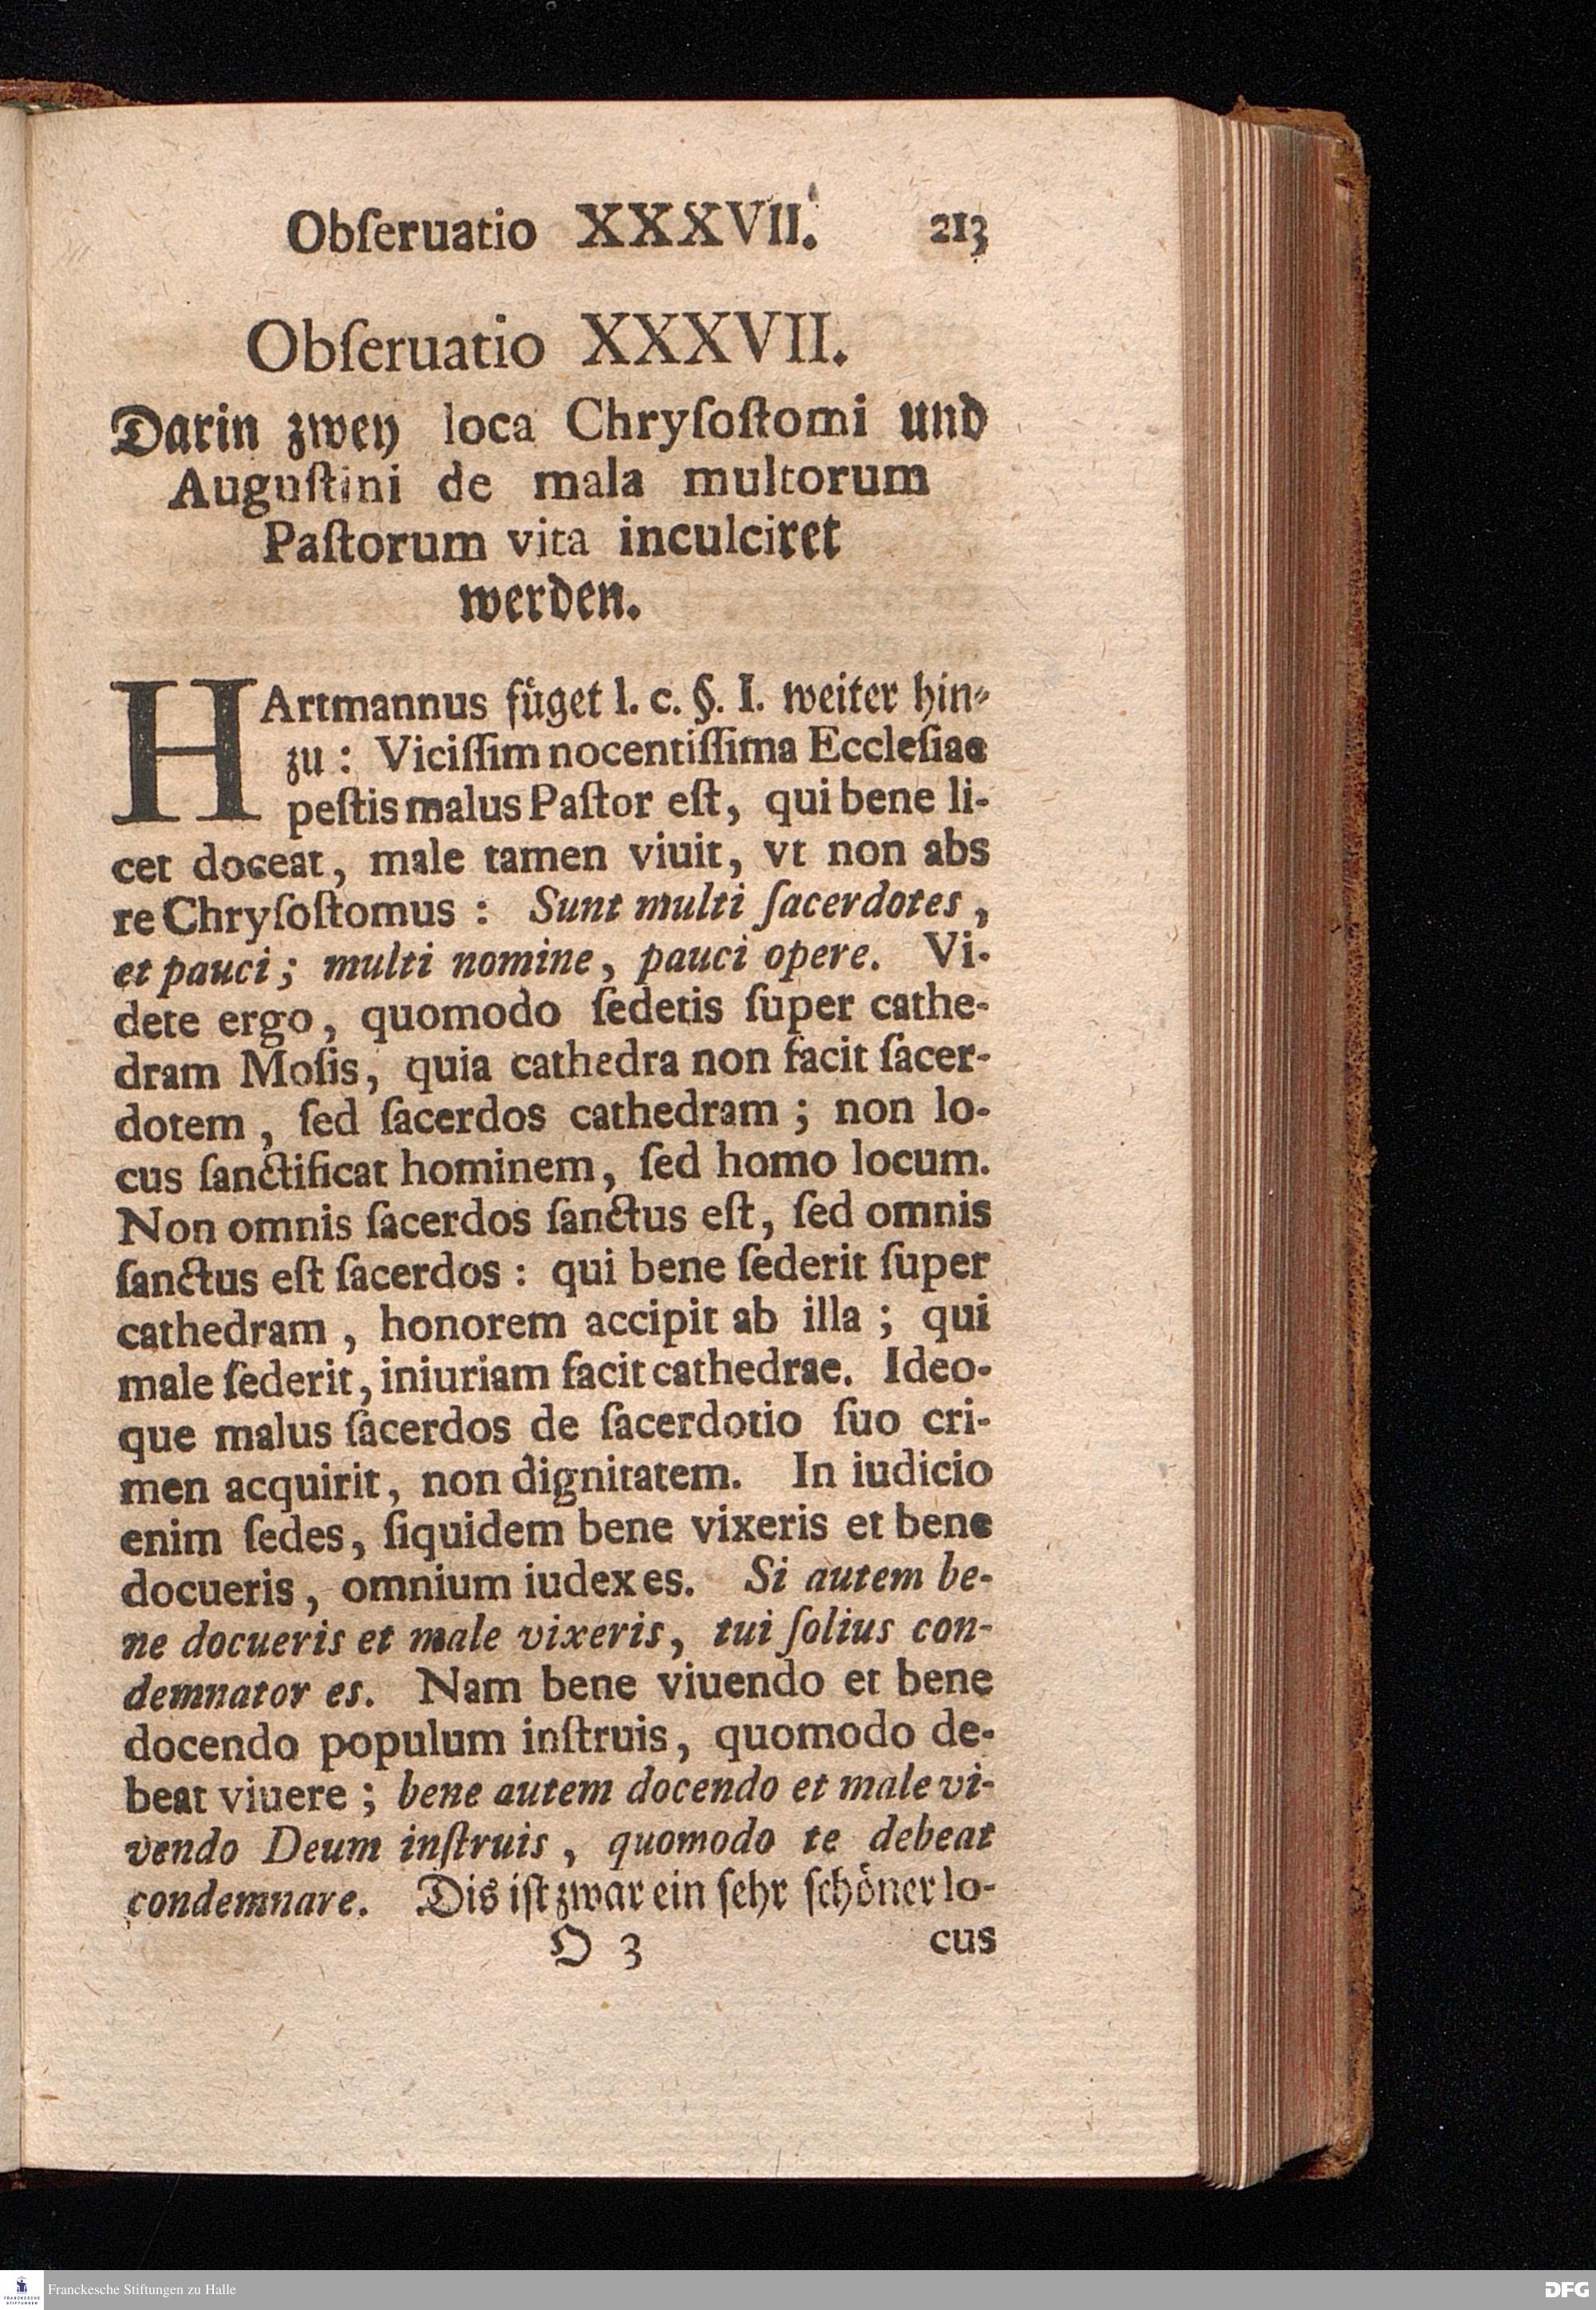 Obſeruatio XXXVII. 213
Obſeruatio XXXVII.
Darin zwey loca Chryſoſtomi und
Auguſtini de mala multorum
Paſtorum vita inculciret
werden.
HArtmannus füget l. c. §. I. weiter hin-
zu: Viciſſim nocentiſſima Eccleſiae
peſtis malus Paſtor eſt, qui bene li-
cet doceat, male tamen viuit, vt non abs
re Chryſoſtomus: Sunt multi ſacerdotes,
et pauci; multi nomine, pauci opere. Vi-
dete ergo, quomodo ſedetis ſuper cathe-
dram Moſis, quia cathedra non facit ſacer-
dotem, ſed ſacerdos cathedram; non lo-
cus ſanctificat hominem, ſed homo locum.
Non omnis ſacerdos ſanctus eſt, ſed omnis
ſanctus eſt ſacerdos: qui bene ſederit ſuper
cathedram, honorem accipit ab illa; qui
male ſederit, iniuriam facit cathedrae. Ideo-
que malus ſacerdos de ſacerdotio ſuo cri-
men acquirit, non dignitatem. In iudicio
enim ſedes, ſiquidem bene vixeris et bene
docueris, omnium iudex es. Si autem be-
ne docueris et male vixeris, tui ſolius con-
demnator es. Nam bene viuendo et bene
docendo populum inſtruis, quomodo de-
beat viuere; bene autem docendo et male vi-
vendo Deum inſtruis, quomodo te debeat
condemnare. Dis iſt zwar ein ſehr ſchöner lo-
O 3 cus
FRANCKESCHE STIFTUNGEN
Franckesche Stiftungen zu Halle
DFG